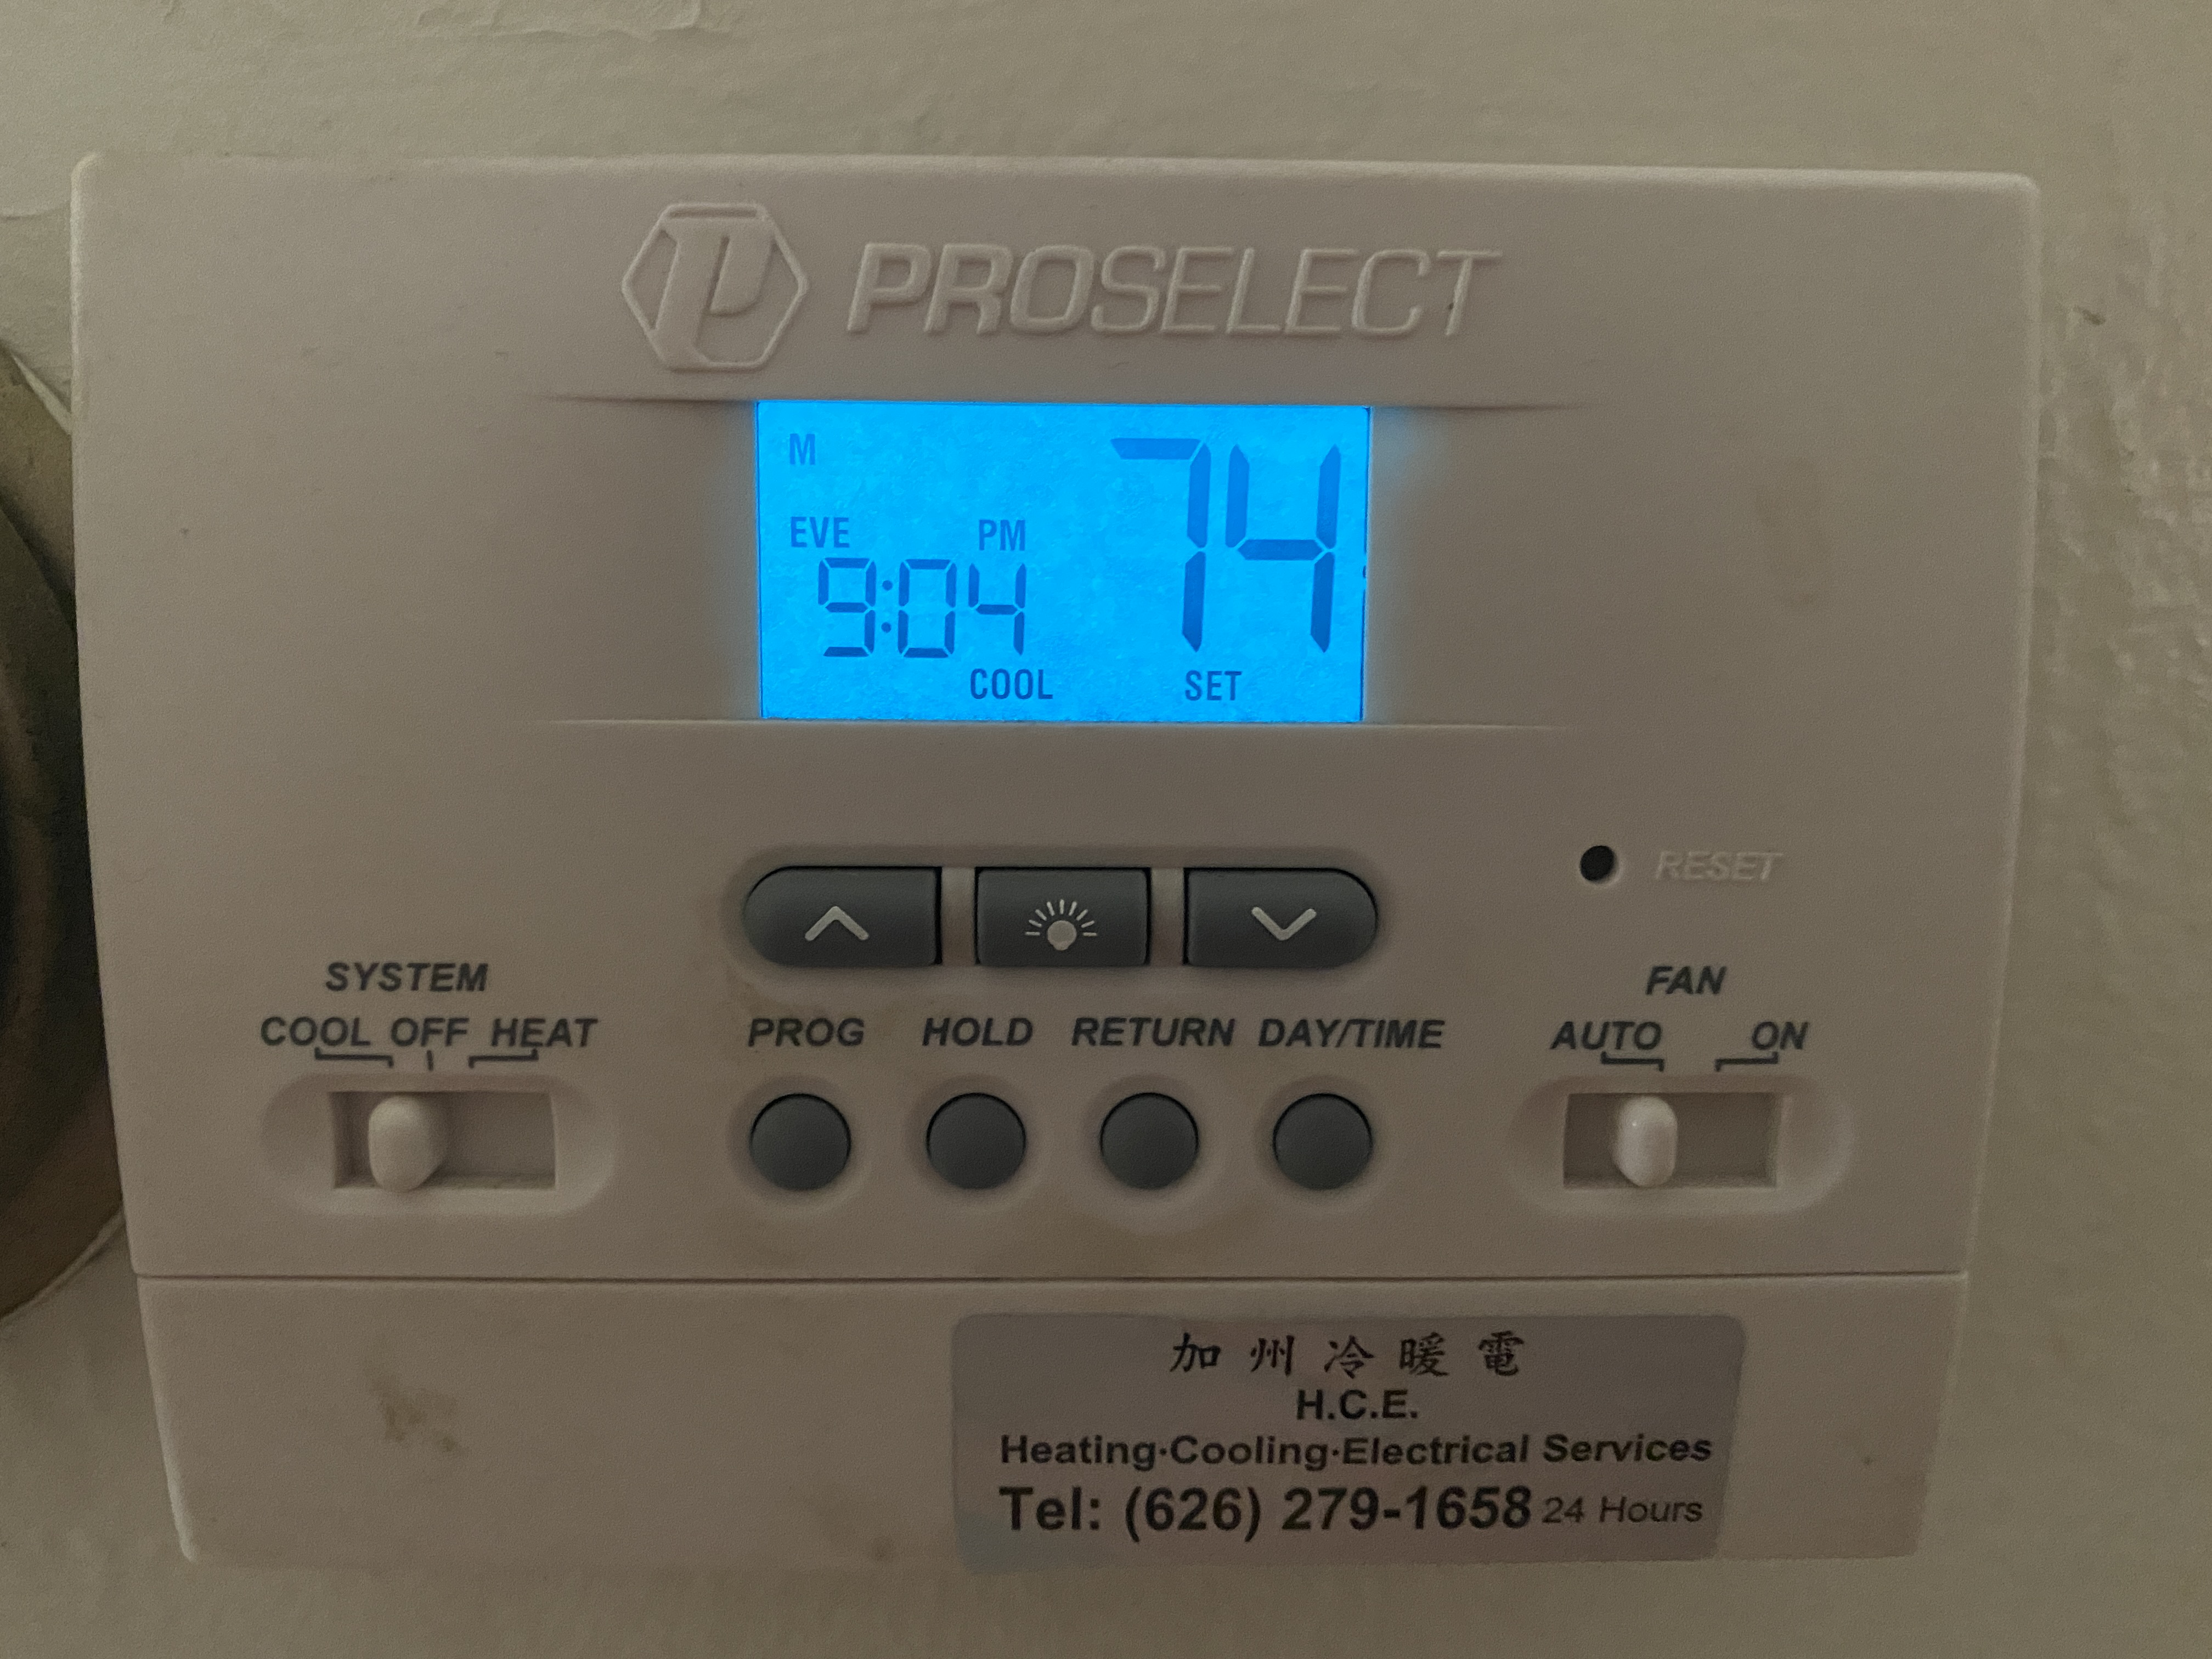 PROSELECT
M
74
EVE PM
9:04
COOL SET
RESET
SYSTEM
FAN
COOL OFF HEAT
PROG HOLD RETURN DAY/TIME
AUTO ON
加州冷暖電
H.C.E.
Heating·Cooling·Electrical Services
Tel: (626) 279-1658 24 Hours